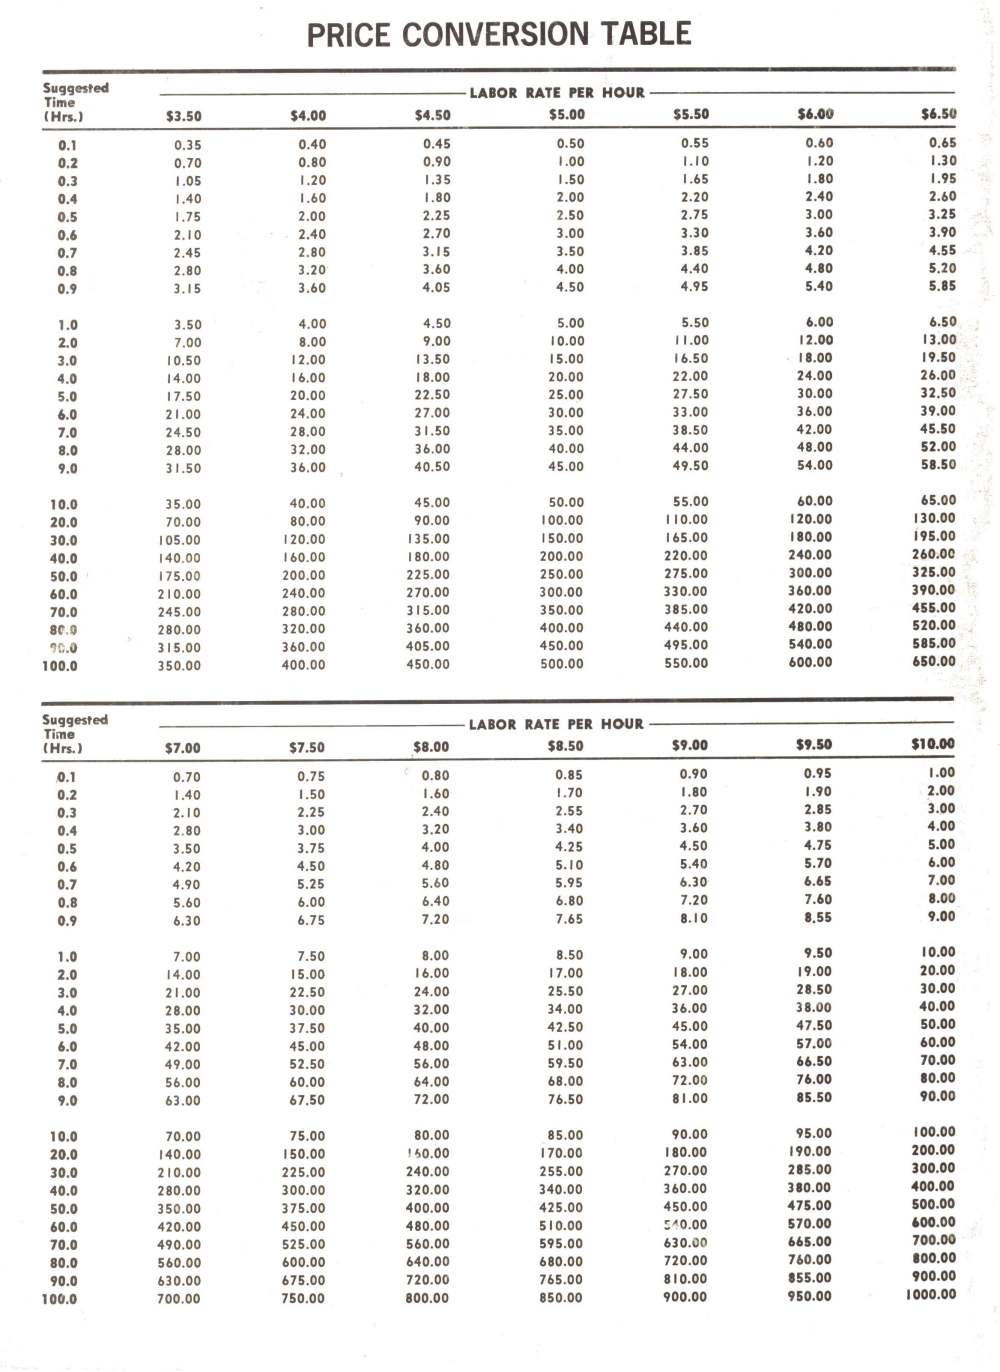 PRICE CONVERSION TABLE
Suggested
Time
(Hrs.)
LABOR RATE PER HOUR
$3.50 $4.00 $4.50 $5.00 $5.50 $6.00 $6.50
0.1 0.35 0.40 0.45 0.50 0.55 0.60 0.65
0.2 0.70 0.80 0.90 1.00 1.10 1.20 1.30
0.3 1.05 1.20 1.35 1.50 1.65 1.80 1.95
0.4 1.40 1.60 1.80 2.00 2.20 2.40 2.60
0.5 1.75 2.00 2.25 2.50 2.75 3.00 3.25
0.6 2.10 2.40 2.70 3.00 3.30 3.60 3.90
0.7 2.45 2.80 3.15 3.50 3.85 4.20 4.55
0.8 2.80 3.20 3.60 4.00 4.40 4.80 5.20
0.9 3.15 3.60 4.05 4.50 4.95 5.40 5.85
1.0 3.50 4.00 4.50 5.00 5.50 6.00 6.50
2.0 7.00 8.00 9.00 10.00 11.00 12.00 13.00
3.0 10.50 12.00 13.50 15.00 16.50 18.00 19.50
4.0 14.00 16.00 18.00 20.00 22.00 24.00 26.00
5.0 17.50 20.00 22.50 25.00 27.50 30.00 32.50
6.0 21.00 24.00 27.00 30.00 33.00 36.00 39.00
7.0 24.50 28.00 31.50 35.00 38.50 42.00 45.50
8.0 28.00 32.00 36.00 40.00 44.00 48.00 52.00
9.0 31.50 36.00 40.50 45.00 49.50 54.00 58.50
10.0 35.00 40.00 45.00 50.00 55.00 60.00 65.00
20.0 70.00 80.00 90.00 100.00 110.00 120.00 130.00
30.0 105.00 120.00 135.00 150.00 165.00 180.00 195.00
40.0 140.00 160.00 180.00 200.00 220.00 240.00 260.00
50.0 175.00 200.00 225.00 250.00 275.00 300.00 325.00
60.0 210.00 240.00 270.00 300.00 330.00 360.00 390.00
70.0 245.00 280.00 315.00 350.00 385.00 420.00 455.00
80.0 280.00 320.00 360.00 400.00 440.00 480.00 520.00
90.0 315.00 360.00 405.00 450.00 495.00 540.00 585.00
100.0 350.00 400.00 450.00 500.00 550.00 600.00 650.00
Suggested
Time
(Hrs.)
LABOR RATE PER HOUR
$7.00 $7.50 $8.00 $8.50 $9.00 $9.50 $10.00
0.1 0.70 0.75 0.80 0.85 0.90 0.95 1.00
0.2 1.40 1.50 1.60 1.70 1.80 1.90 2.00
0.3 2.10 2.25 2.40 2.55 2.70 2.85 3.00
0.4 2.80 3.00 3.20 3.40 3.60 3.80 4.00
0.5 3.50 3.75 4.00 4.25 4.50 4.75 5.00
0.6 4.20 4.50 4.80 5.10 5.40 5.70 6.00
0.7 4.90 5.25 5.60 5.95 6.30 6.65 7.00
0.8 5.60 6.00 6.40 6.80 7.20 7.60 8.00
0.9 6.30 6.75 7.20 7.65 8.10 8.55 9.00
1.0 7.00 7.50 8.00 8.50 9.00 9.50 10.00
2.0 14.00 15.00 16.00 17.00 18.00 19.00 20.00
3.0 21.00 22.50 24.00 25.50 27.00 28.50 30.00
4.0 28.00 30.00 32.00 34.00 36.00 38.00 40.00
5.0 35.00 37.50 40.00 42.50 45.00 47.50 50.00
6.0 42.00 45.00 48.00 51.00 54.00 57.00 60.00
7.0 49.00 52.50 56.00 59.50 63.00 66.50 70.00
8.0 56.00 60.00 64.00 68.00 72.00 76.00 80.00
9.0 63.00 67.50 72.00 76.50 81.00 85.50 90.00
10.0 70.00 75.00 80.00 85.00 90.00 95.00 100.00
20.0 140.00 150.00 160.00 170.00 180.00 190.00 200.00
30.0 210.00 225.00 240.00 255.00 270.00 285.00 300.00
40.0 280.00 300.00 320.00 340.00 360.00 380.00 400.00
50.0 350.00 375.00 400.00 425.00 450.00 475.00 500.00
60.0 420.00 450.00 480.00 510.00 540.00 570.00 600.00
70.0 490.00 525.00 560.00 595.00 630.00 665.00 700.00
80.0 560.00 600.00 640.00 680.00 720.00 760.00 800.00
90.0 630.00 675.00 720.00 765.00 810.00 855.00 900.00
100.0 700.00 750.00 800.00 850.00 900.00 950.00 1000.00